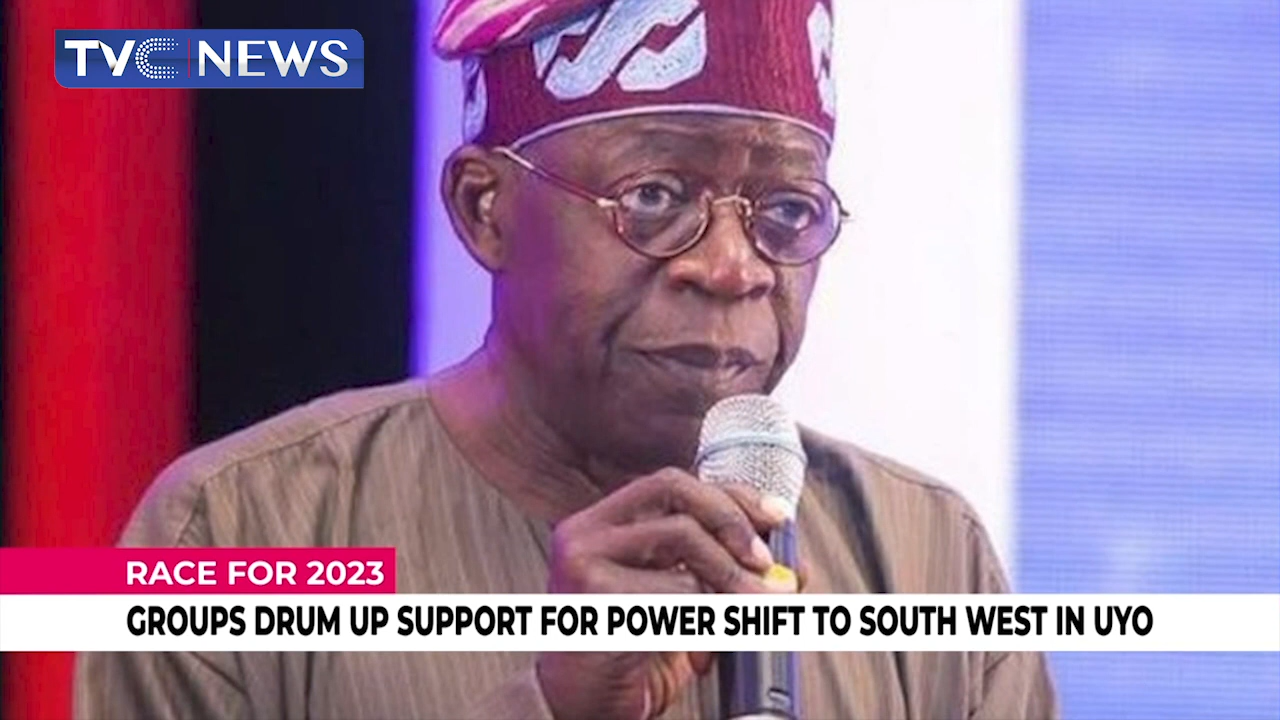 TVC NEWS
RACE FOR 2023
GROUPS DRUM UP SUPPORT FOR POWER SHIFT TO SOUTH WEST IN UYO